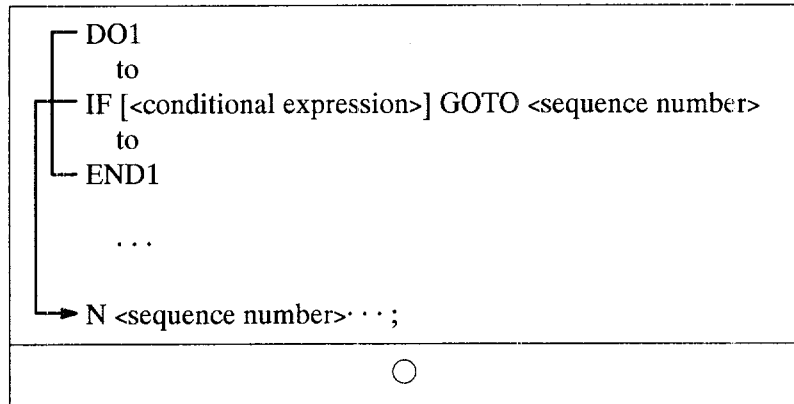 DO1
to
IF [<conditional expression>] GOTO <sequence number>
to
END1
. . .
N <sequence number>· · · ;
○